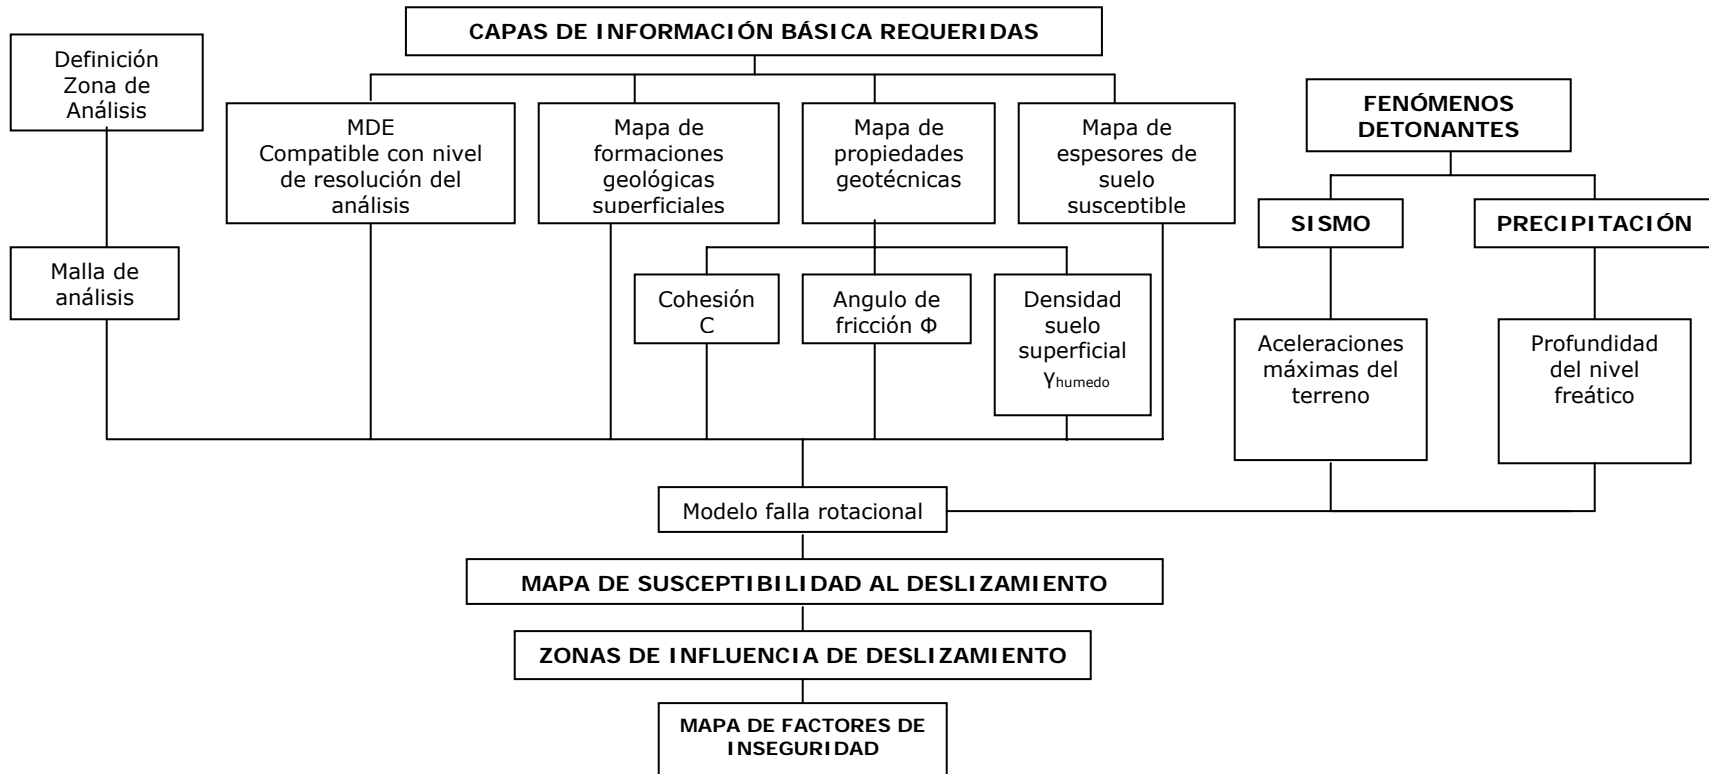 CAPAS DE INFORMACIÓN BÁSICA REQUERIDAS
Definición
Zona de
Análisis
MDE
Compatible con nivel
de resolución del
análisis
Mapa de
formaciones
geológicas
superficiales
Mapa de
propiedades
geotécnicas
Mapa de
espesores de
suelo
susceptible
FENÓMENOS
DETONANTES
SISMO
PRECIPITACIÓN
Malla de
análisis
Cohesión
C
Angulo de
fricción Φ
Densidad
suelo
superficial
γhumedo
Aceleraciones
máximas del
terreno
Profundidad
del nivel
freático
Modelo falla rotacional
MAPA DE SUSCEPTIBILIDAD AL DESLIZAMIENTO
ZONAS DE INFLUENCIA DE DESLIZAMIENTO
MAPA DE FACTORES DE
INSEGURIDAD